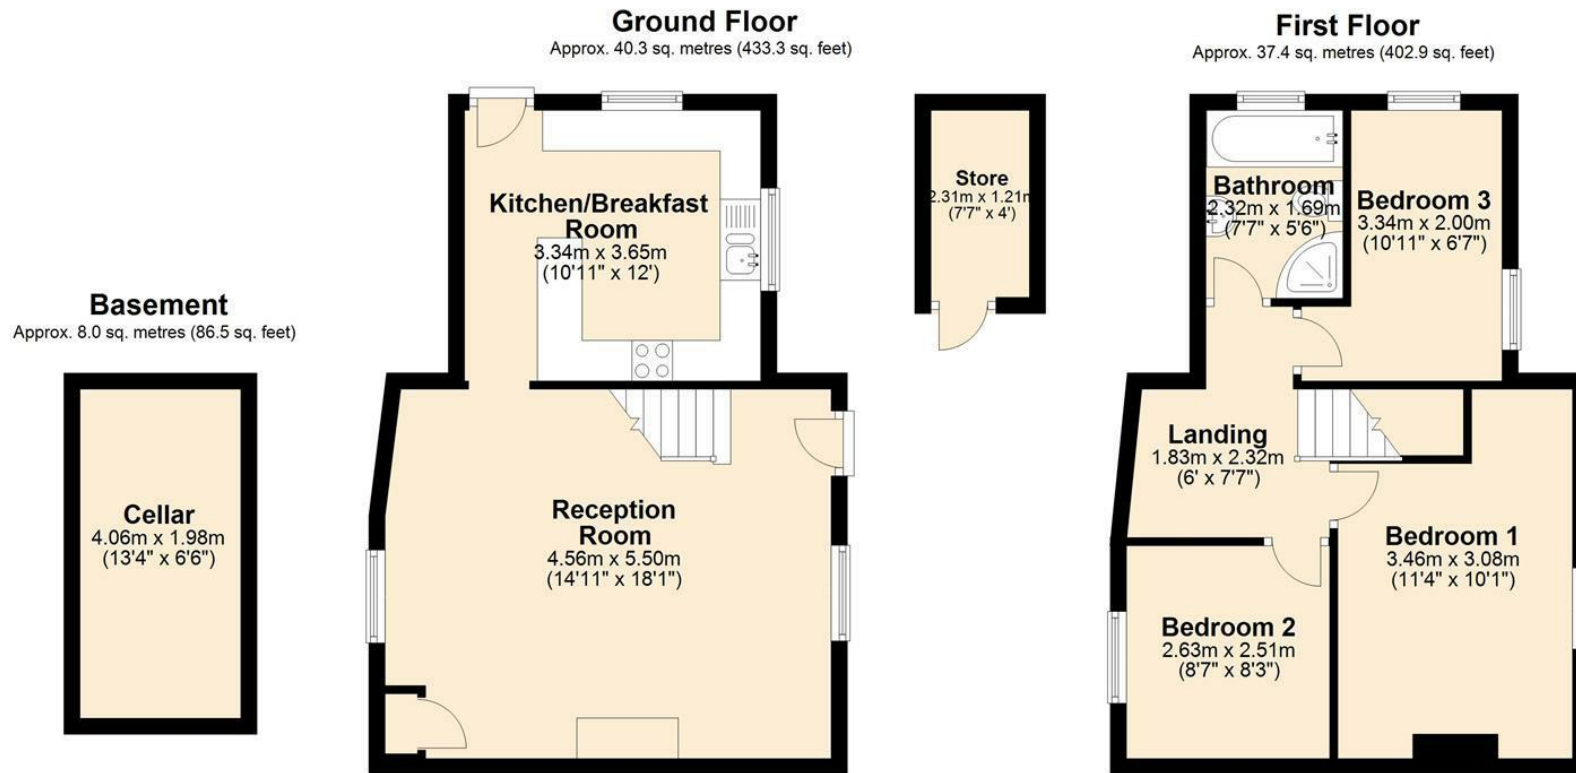 Ground Floor
Approx. 40.3 sq. metres (433.3 sq. feet)
First Floor
Approx. 37.4 sq. metres (402.9 sq. feet)
Basement
Approx. 8.0 sq. metres (86.5 sq. feet)
Cellar
4.06m x 1.98m
(13'4" x 6'6")
Kitchen/Breakfast
Room
3.34m x 3.65m
(10'11" x 12')
Reception
Room
4.56m x 5.50m
(14'11" x 18'1")
Store
2.31m x 1.21m
(7'7" x 4')
Bathroom
2.32m x 1.69m
(7'7" x 5'6")
Bedroom 3
3.34m x 2.00m
(10'11" x 6'7")
Landing
1.83m x 2.32m
(6' x 7'7")
Bedroom 1
3.46m x 3.08m
(11'4" x 10'1")
Bedroom 2
2.63m x 2.51m
(8'7" x 8'3")